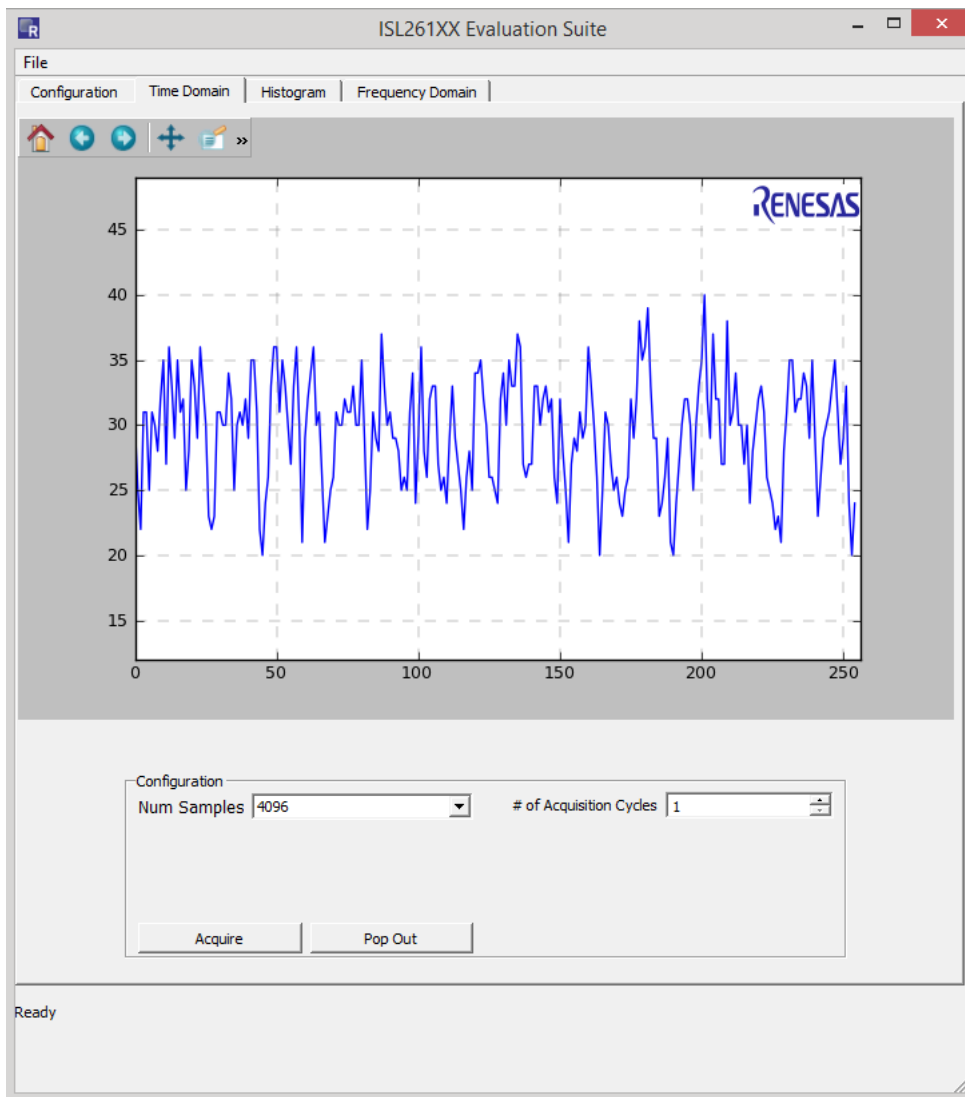 ISL261XX Evaluation Suite
File
Configuration Time Domain Histogram Frequency Domain
»
RENESAS
45
40
35
30
25
20
15
0 50 100 150 200 250
Configuration
Num Samples 4096 # of Acquisition Cycles 1
Acquire Pop Out
Ready